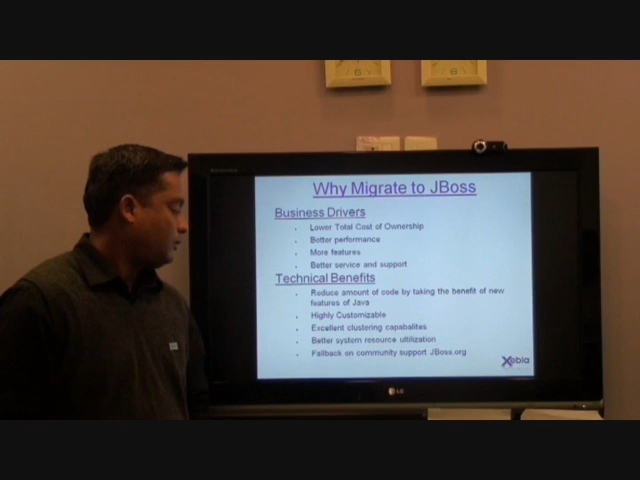 Why Migrate to JBoss
Business Drivers
Lower Total Cost of Ownership
Better performance
More features
Better service and support
Technical Benefits
Reduce amount of code by taking the benefit of new
features of Java
Highly Customizable
Excellent clustering capabalites
Better system resource utilization
Fallback on community support JBoss.org
Xebia
LG